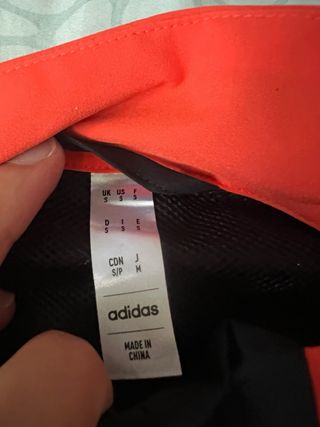 UK US F
S S S
D I E
S S S
CDN J
S/P M
adidas
MADE IN
CHINA